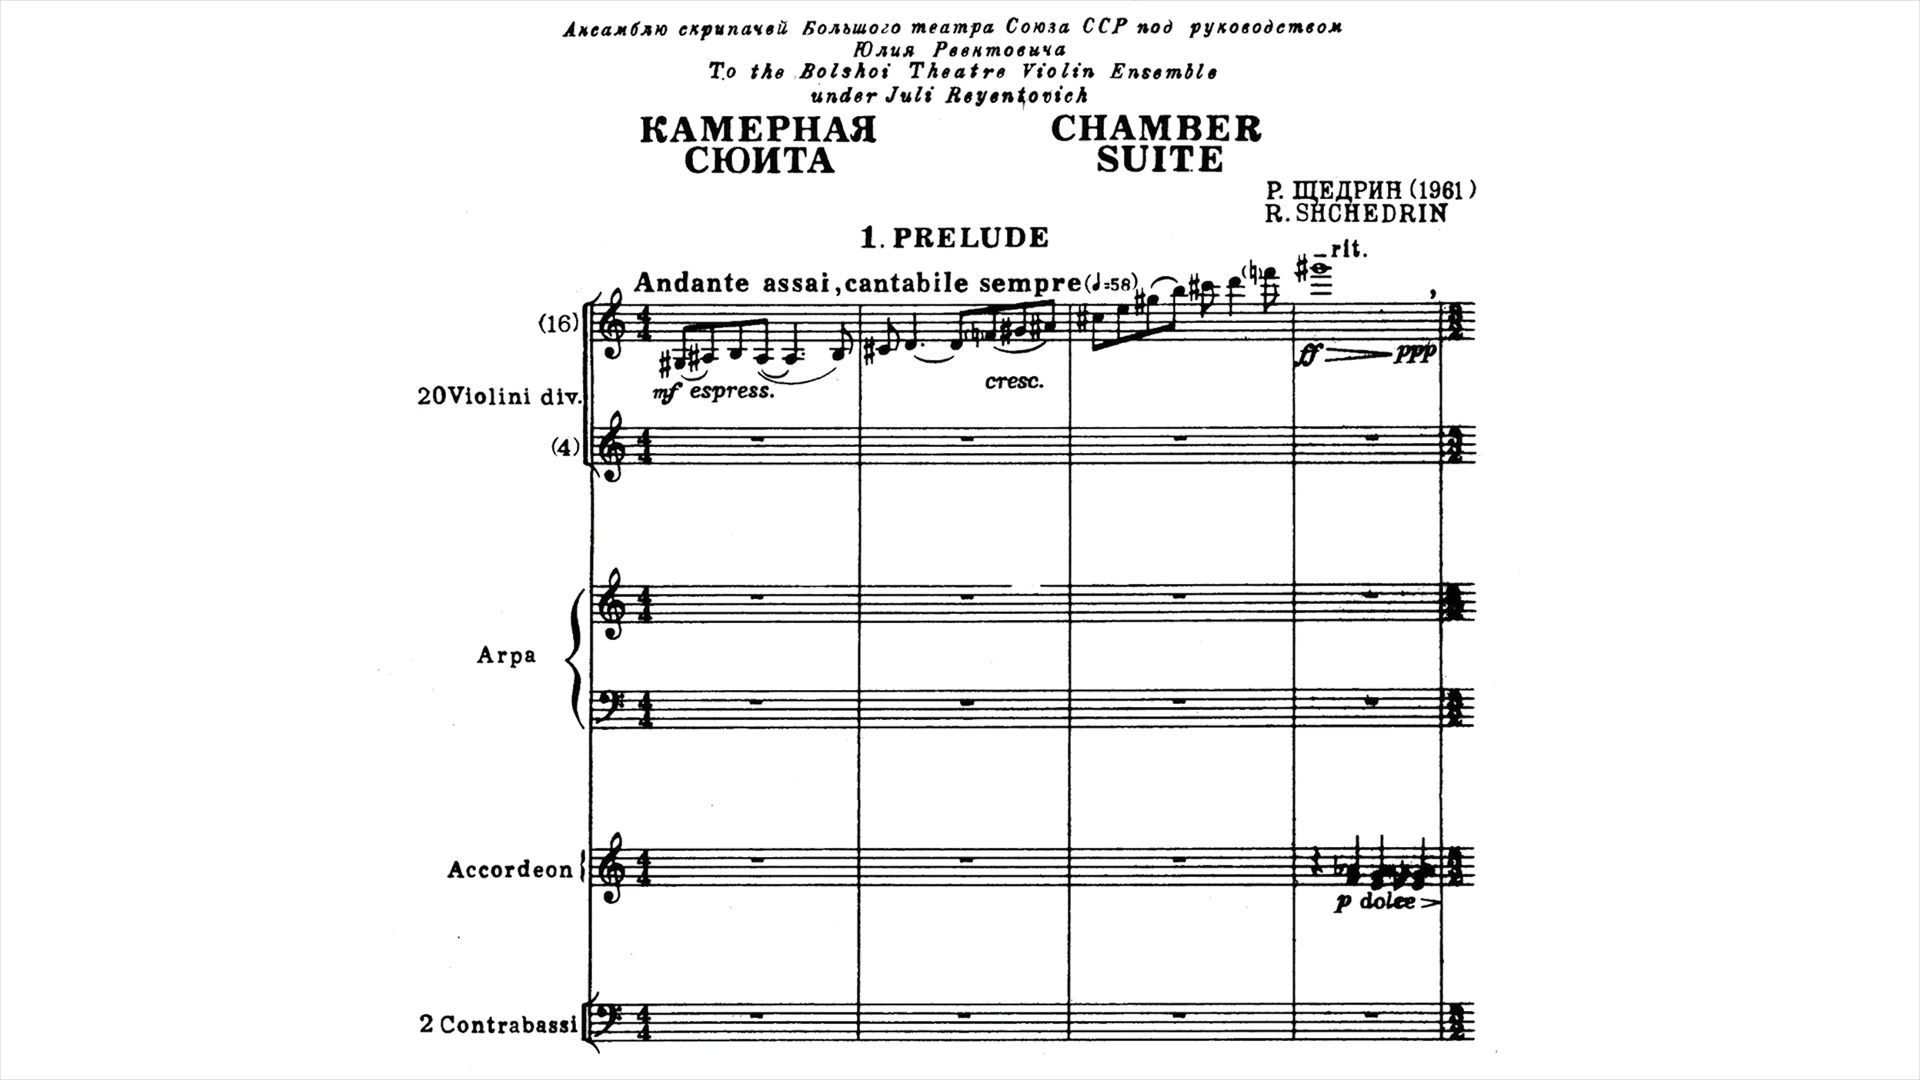 Ансамблю скрипачей Большого театра Союза ССР под руководством
Юлия Реентовича
To the Bolshoi Theatre Violin Ensemble
under Juli Reyentovich
КАМЕРНАЯ
СЮИТА
CHAMBER
SUITE
Р. ЩЕДРИН (1961)
R. SHCHEDRIN
1. PRELUDE
rit.
Andante assai, cantabile sempre (♩=58)
(16)
ff ppp
cresc.
mf espress.
20 Violini div.
(4)
Arpa
Accordeon
p dolce
2 Contrabassi